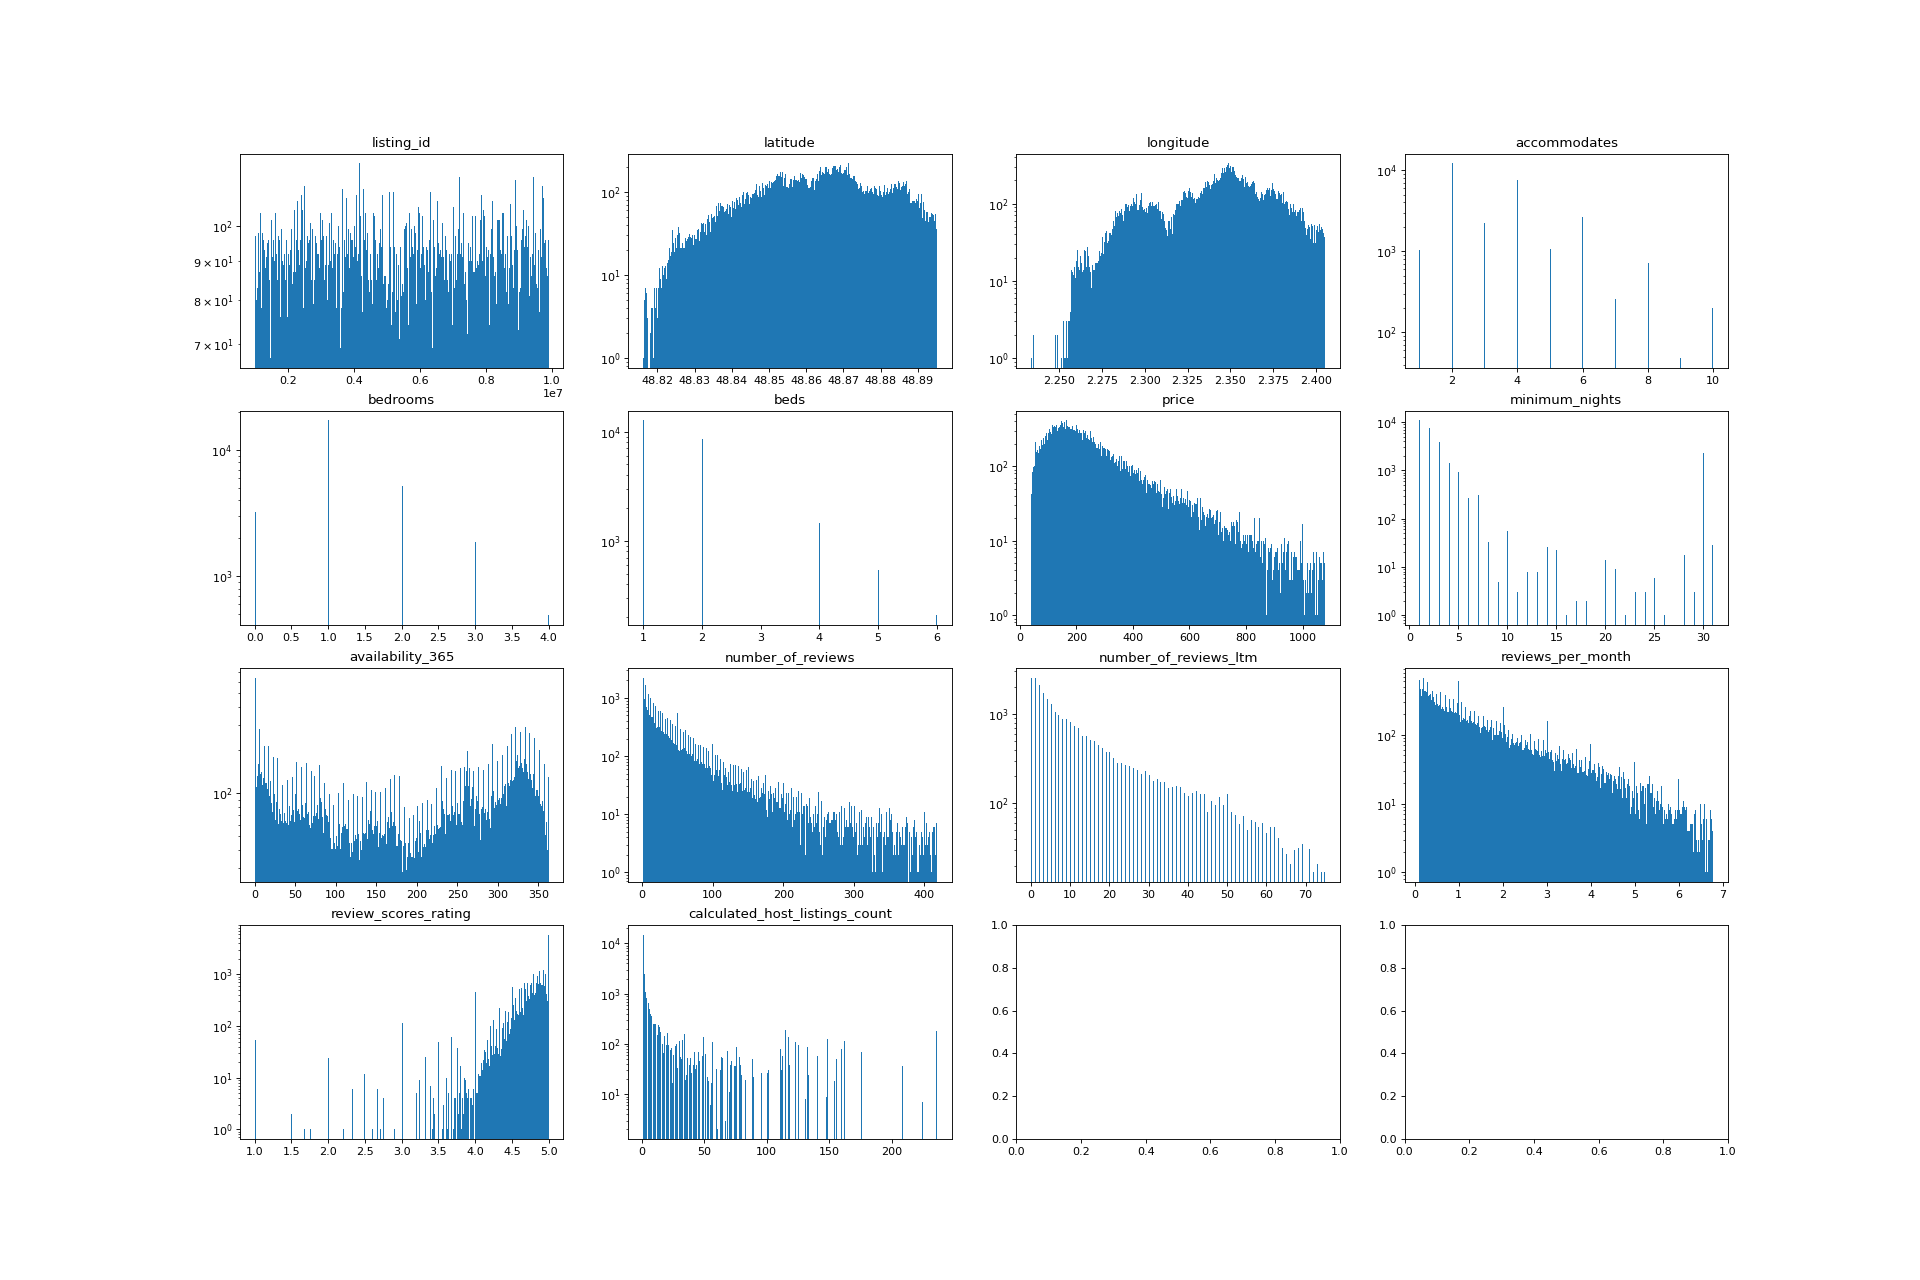 listing_id
10²
9 × 10¹
8 × 10¹
7 × 10¹
0.2 0.4 0.6 0.8 1.0
1e7
latitude
10²
10¹
10⁰
48.82 48.83 48.84 48.85 48.86 48.87 48.88 48.89
longitude
10²
10¹
10⁰
2.250 2.275 2.300 2.325 2.350 2.375 2.400
accommodates
10⁴
10³
10²
2 4 6 8 10
bedrooms
10⁴
10³
0.0 0.5 1.0 1.5 2.0 2.5 3.0 3.5 4.0
beds
10⁴
10³
1 2 3 4 5 6
price
10²
10¹
10⁰
0 200 400 600 800 1000
minimum_nights
10⁴
10³
10²
10¹
10⁰
0 5 10 15 20 25 30
availability_365
10²
0 50 100 150 200 250 300 350
number_of_reviews
10³
10²
10¹
10⁰
0 100 200 300 400
number_of_reviews_ltm
10³
10²
0 10 20 30 40 50 60 70
reviews_per_month
10²
10¹
10⁰
0 1 2 3 4 5 6 7
review_scores_rating
10³
10²
10¹
10⁰
1.0 1.5 2.0 2.5 3.0 3.5 4.0 4.5 5.0
calculated_host_listings_count
10⁴
10³
10²
10¹
0 50 100 150 200
1.0
0.8
0.6
0.4
0.2
0.0
0.0 0.2 0.4 0.6 0.8 1.0
1.0
0.8
0.6
0.4
0.2
0.0
0.0 0.2 0.4 0.6 0.8 1.0